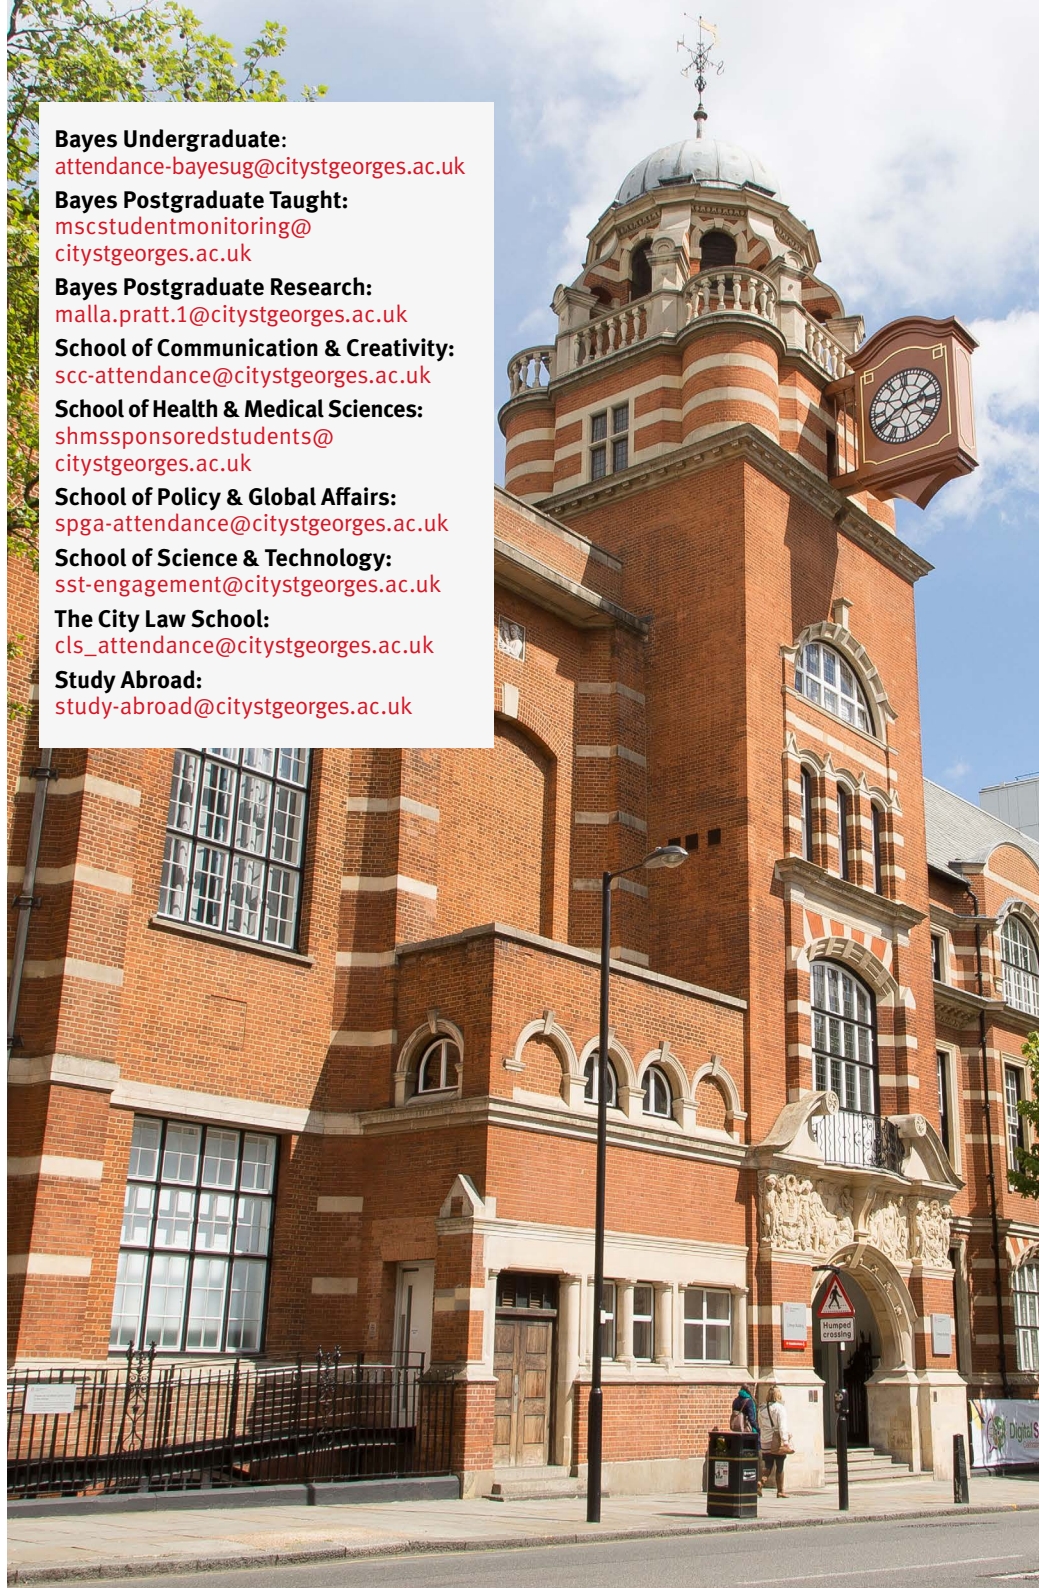 Bayes Undergraduate:
attendance-bayesug@citystgeorges.ac.uk
Bayes Postgraduate Taught:
mscstudentmonitoring@
citystgeorges.ac.uk
Bayes Postgraduate Research:
malla.pratt.1@citystgeorges.ac.uk
School of Communication & Creativity:
scc-attendance@citystgeorges.ac.uk
School of Health & Medical Sciences:
shmssponsoredstudents@
citystgeorges.ac.uk
School of Policy & Global Affairs:
spga-attendance@citystgeorges.ac.uk
School of Science & Technology:
sst-engagement@citystgeorges.ac.uk
The City Law School:
cls_attendance@citystgeorges.ac.uk
Study Abroad:
study-abroad@citystgeorges.ac.uk
Humped
crossing
Digital